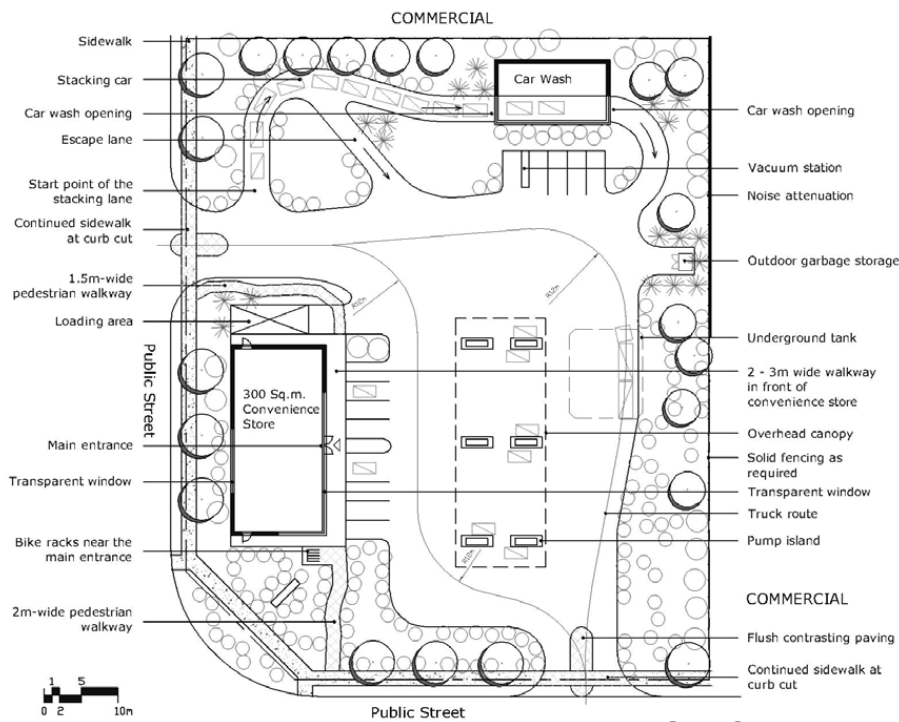 COMMERCIAL
Sidewalk
Stacking car
Car wash opening
Escape lane
Start point of the
stacking lane
Continued sidewalk
at curb cut
1.5m-wide
pedestrian walkway
Loading area
Public Street
Main entrance
Transparent window
Bike racks near the
main entrance
2m-wide pedestrian
walkway
Car Wash
300 Sq.m.
Convenience
Store
R12m
R12m
R12m
Car wash opening
Vacuum station
Noise attenuation
Outdoor garbage storage
Underground tank
2 - 3m wide walkway
in front of
convenience store
Overhead canopy
Solid fencing as
required
Transparent window
Truck route
Pump island
COMMERCIAL
Flush contrasting paving
Continued sidewalk at
curb cut
1 5
0 2 10m
Public Street